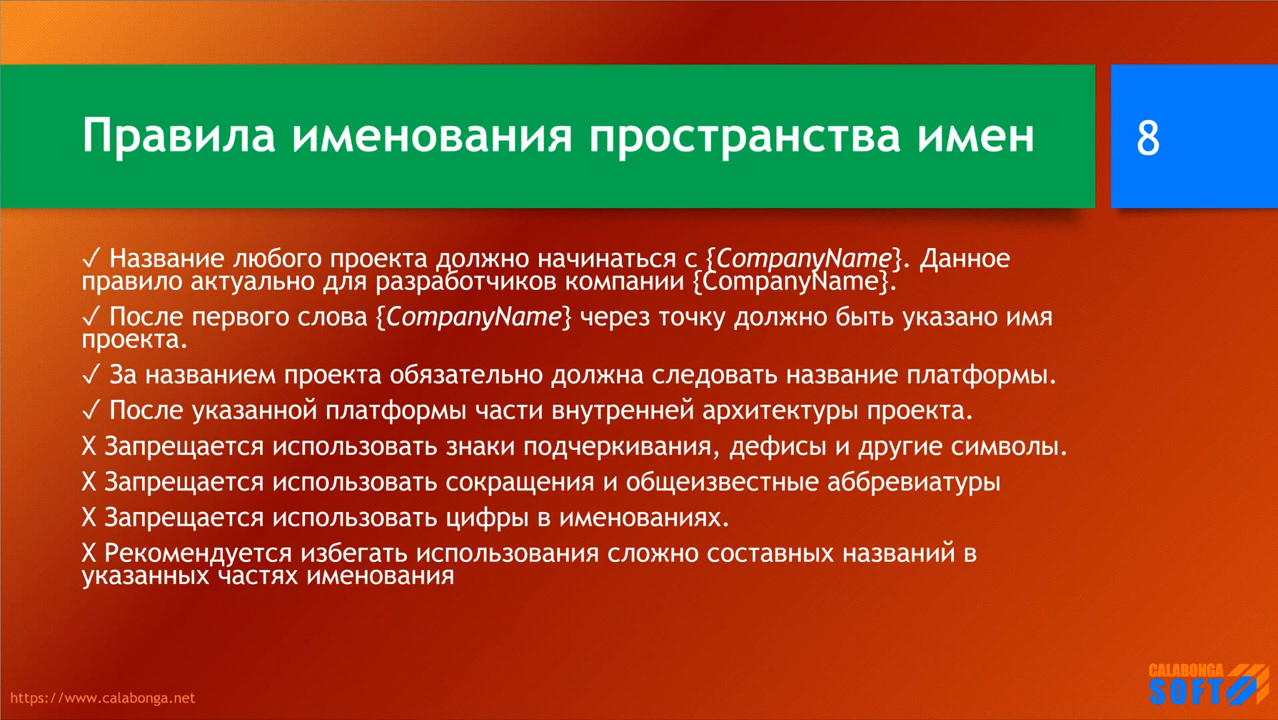 Правила именования пространства имен
8
✓ Название любого проекта должно начинаться с {CompanyName}. Данное
правило актуально для разработчиков компании {CompanyName}.
✓ После первого слова {CompanyName} через точку должно быть указано имя
проекта.
✓ За названием проекта обязательно должна следовать название платформы.
✓ После указанной платформы части внутренней архитектуры проекта.
X Запрещается использовать знаки подчеркивания, дефисы и другие символы.
X Запрещается использовать сокращения и общеизвестные аббревиатуры
X Запрещается использовать цифры в именованиях.
X Рекомендуется избегать использования сложно составных названий в
указанных частях именования
https://www.calabonga.net
CALABONGA
SOFT